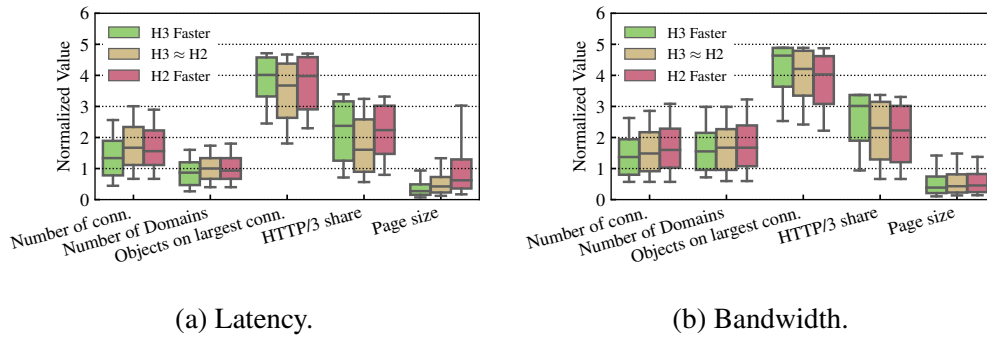 6
5
4
3
2
1
0
Normalized Value
H3 Faster
H3 ≈ H2
H2 Faster
Number of conn.
Number of Domains
Objects on largest conn.
HTTP/3 share
Page size
(a) Latency.
6
5
4
3
2
1
0
Normalized Value
H3 Faster
H3 ≈ H2
H2 Faster
Number of conn.
Number of Domains
Objects on largest conn.
HTTP/3 share
Page size
(b) Bandwidth.